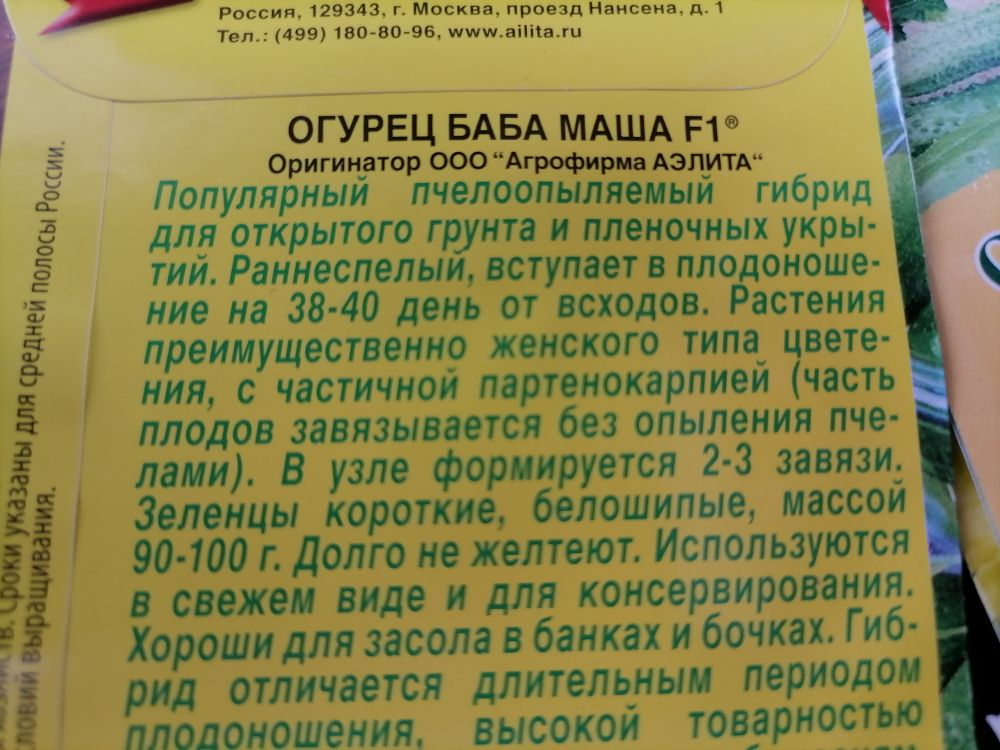 Россия, 129343, г. Москва, проезд Нансена, д. 1
Тел.: (499) 180-80-96, www.ailita.ru
ОГУРЕЦ БАБА МАША F1®
Оригинатор ООО "Агрофирма АЭЛИТА"
Популярный пчелоопыляемый гибрид
для открытого грунта и пленочных укры-
тий. Раннеспелый, вступает в плодоноше-
ние на 38-40 день от всходов. Растения
преимущественно женского типа цвете-
ния, с частичной партенокарпией (часть
плодов завязывается без опыления пче-
лами). В узле формируется 2-3 завязи.
Зеленцы короткие, белошипые, массой
90-100 г. Долго не желтеют. Используются
в свежем виде и для консервирования.
Хороши для засола в банках и бочках. Гиб-
рид отличается длительным периодом
плодоношения, высокой товарностью
Сроки указаны для средней полосы России.
условий выращивания.